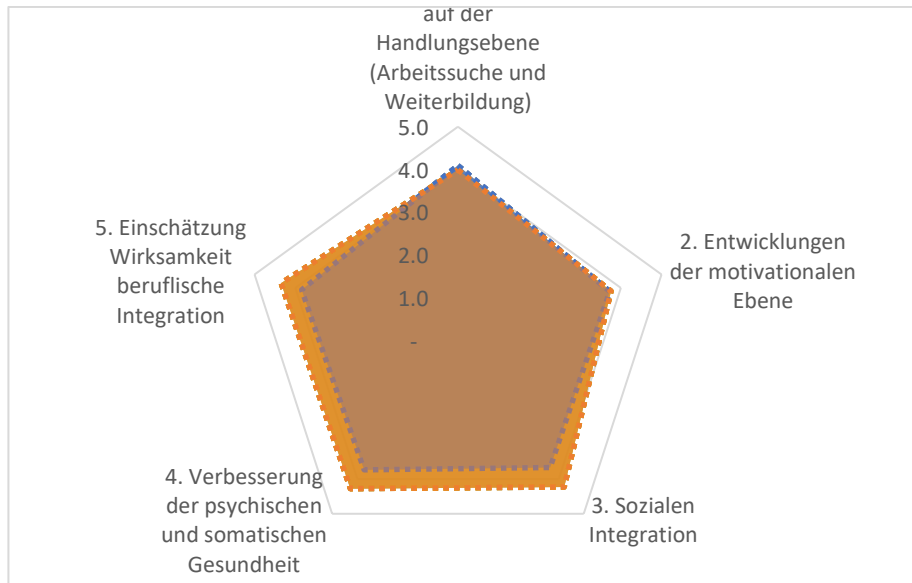 auf der
Handlungsebene
(Arbeitssuche und
Weiterbildung)
5.0
4.0
3.0
2.0
1.0
-
5. Einschätzung
Wirksamkeit
beruflische
Integration
2. Entwicklungen
der motivationalen
Ebene
4. Verbesserung
der psychischen
und somatischen
Gesundheit
3. Sozialen
Integration